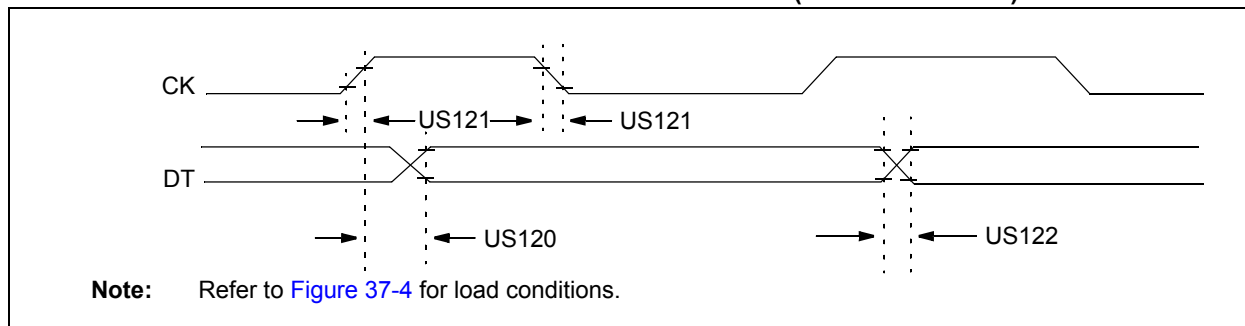 CK
US121
US121
DT
US120
US122
Note: Refer to Figure 37-4 for load conditions.